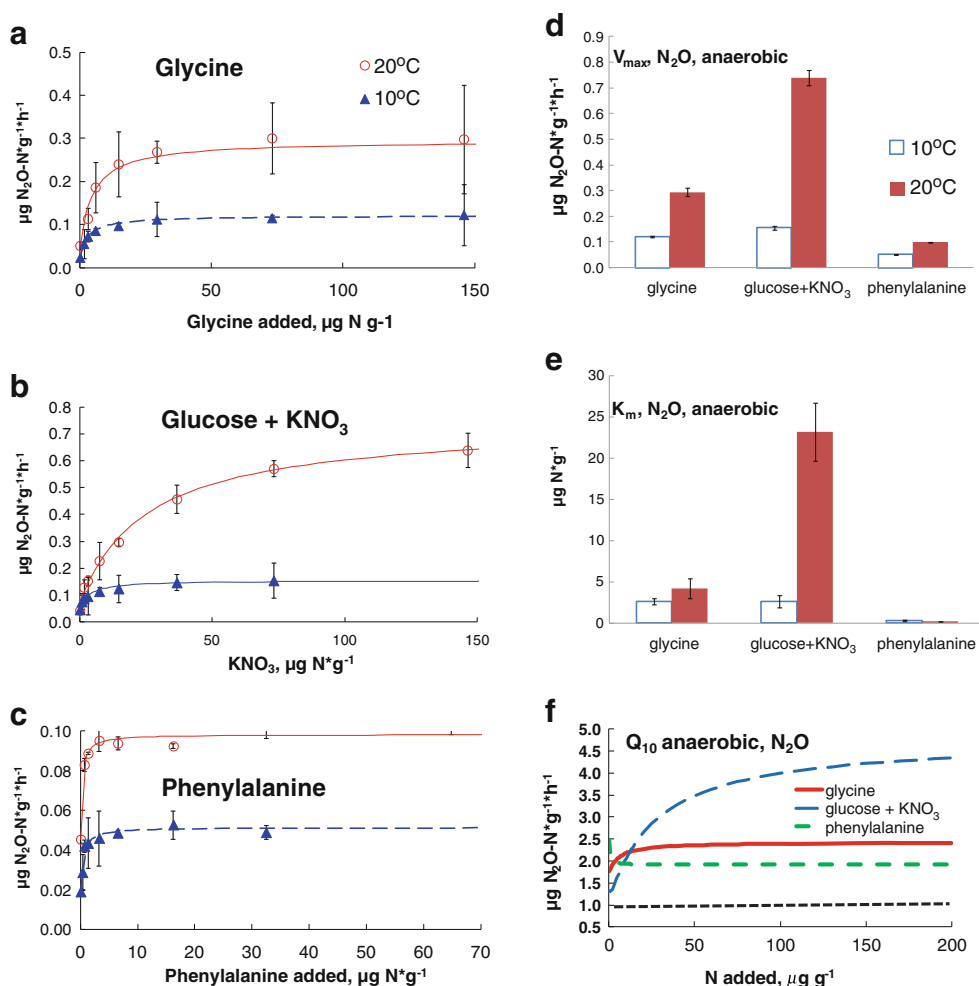 a
Glycine
20ºC
10ºC
µg N₂O-N*g⁻¹*h⁻¹
0.5
0.4
0.3
0.2
0.1
0.0
0 50 100 150
Glycine added, µg N g-1
b
Glucose + KNO₃
µg N₂O-N*g⁻¹*h⁻¹
0.8
0.7
0.6
0.5
0.4
0.3
0.2
0.1
0.0
0 50 100 150
KNO₃, µg N*g⁻¹
c
Phenylalanine
µg N₂O-N*g⁻¹*h⁻¹
0.10
0.08
0.06
0.04
0.02
0.00
0 10 20 30 40 50 60 70
Phenylalanine added, µg N*g⁻¹
d
Vmax, N₂O, anaerobic
10ºC
20ºC
µg N₂O-N*g⁻¹*h⁻¹
0.9
0.8
0.7
0.6
0.5
0.4
0.3
0.2
0.1
0.0
glycine glucose+KNO₃ phenylalanine
e
Km, N₂O, anaerobic
µg N*g⁻¹
30
25
20
15
10
5
0
glycine glucose+KNO₃ phenylalanine
f
Q₁₀ anaerobic, N₂O
glycine
glucose + KNO₃
phenylalanine
µg N₂O-N*g⁻¹*h⁻¹
5.0
4.5
4.0
3.5
3.0
2.5
2.0
1.5
1.0
0.5
0 50 100 150 200
N added, µg g⁻¹